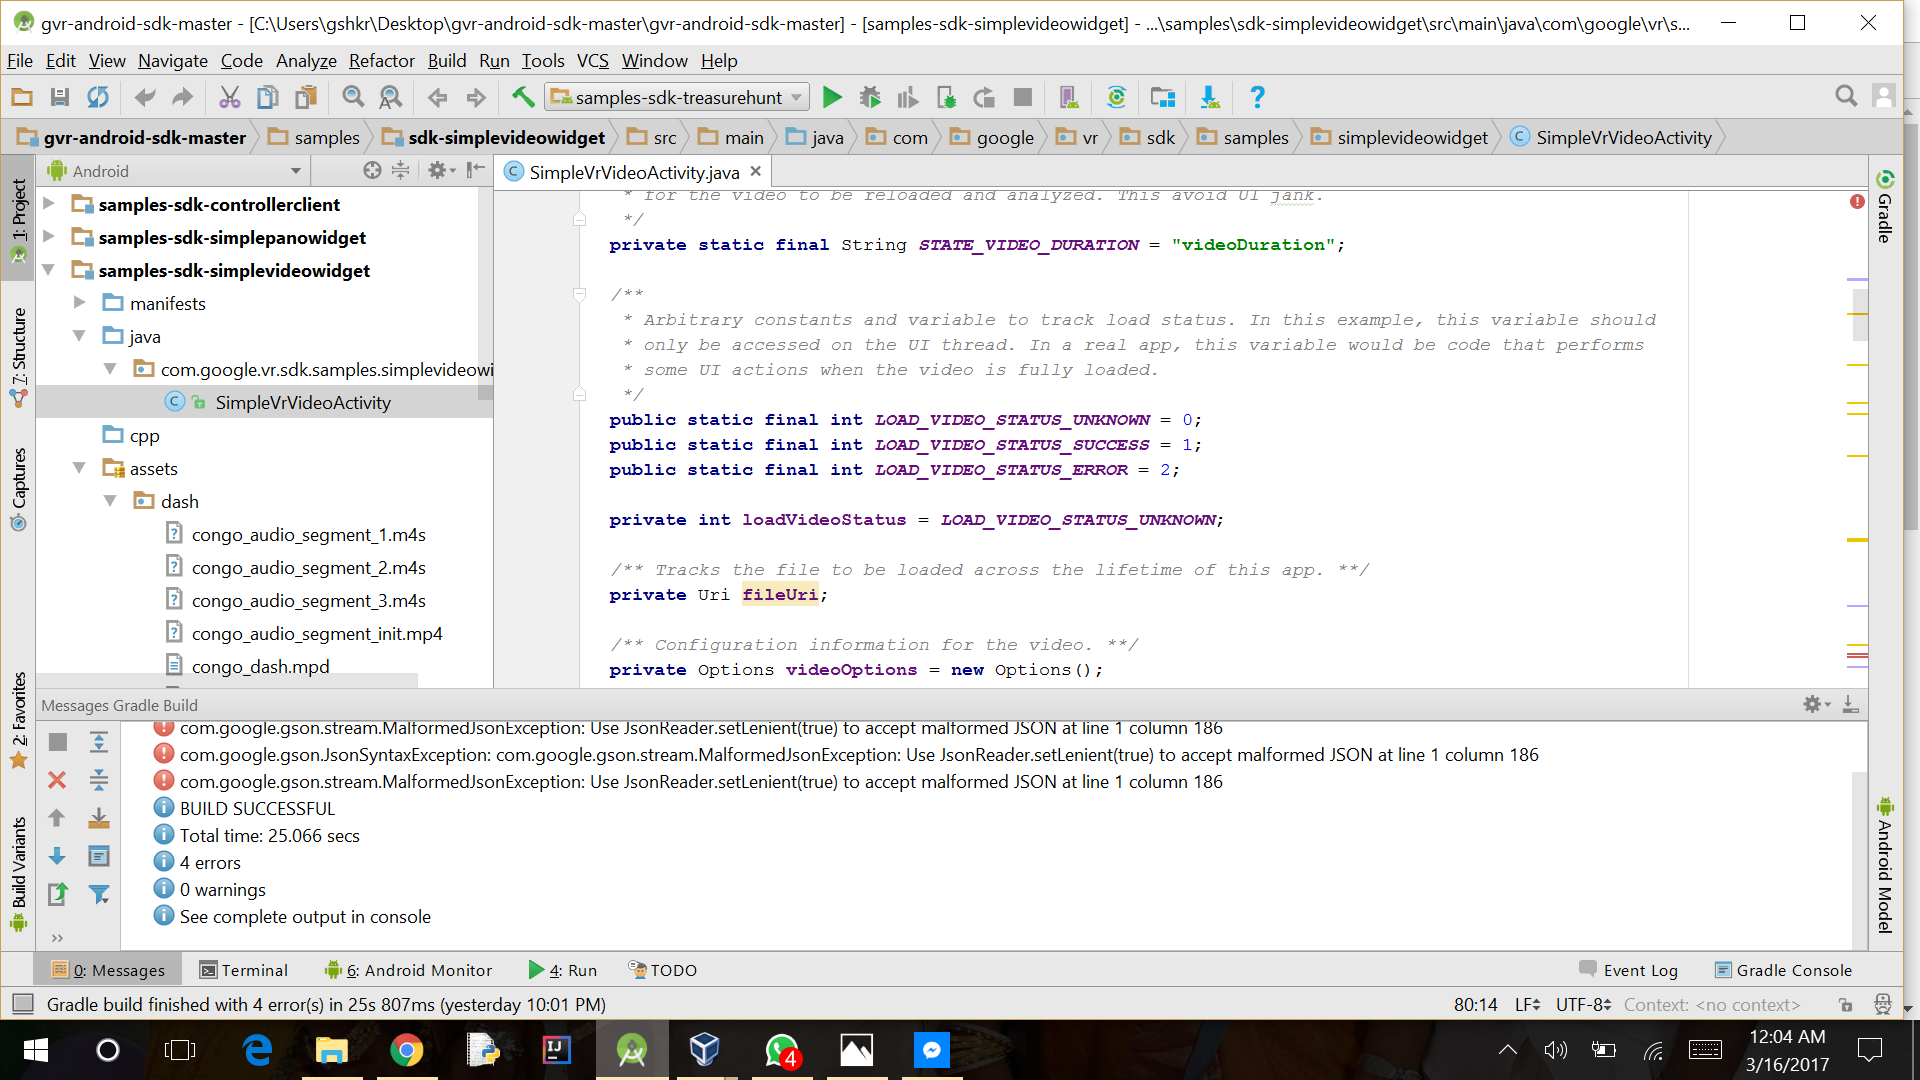 gvr-android-sdk-master - [C:\Users\gshkr\Desktop\gvr-android-sdk-master\gvr-android-sdk-master] - [samples-sdk-simplevideowidget] - ...\samples\sdk-simplevideowidget\src\main\java\com\google\vr\s...
File Edit View Navigate Code Analyze Refactor Build Run Tools VCS Window Help
samples-sdk-treasurehunt
gvr-android-sdk-master samples sdk-simplevideowidget src main java com google vr sdk samples simplevideowidget SimpleVrVideoActivity
Android
SimpleVrVideoActivity.java
1: Project
7: Structure
Captures
2: Favorites
Build Variants
samples-sdk-controllerclient
samples-sdk-simplepanowidget
samples-sdk-simplevideowidget
manifests
java
com.google.vr.sdk.samples.simplevideowi
SimpleVrVideoActivity
cpp
assets
dash
congo_audio_segment_1.m4s
congo_audio_segment_2.m4s
congo_audio_segment_3.m4s
congo_audio_segment_init.mp4
congo_dash.mpd
* for the video to be reloaded and analyzed. This avoid UI jank.
*/
private static final String STATE_VIDEO_DURATION = "videoDuration";
/**
* Arbitrary constants and variable to track load status. In this example, this variable should
* only be accessed on the UI thread. In a real app, this variable would be code that performs
* some UI actions when the video is fully loaded.
*/
public static final int LOAD_VIDEO_STATUS_UNKNOWN = 0;
public static final int LOAD_VIDEO_STATUS_SUCCESS = 1;
public static final int LOAD_VIDEO_STATUS_ERROR = 2;
private int loadVideoStatus = LOAD_VIDEO_STATUS_UNKNOWN;
/** Tracks the file to be loaded across the lifetime of this app. **/
private Uri fileUri;
/** Configuration information for the video. **/
private Options videoOptions = new Options();
Gradle
Android Model
Messages Gradle Build
com.google.gson.stream.MalformedJsonException: Use JsonReader.setLenient(true) to accept malformed JSON at line 1 column 186
com.google.gson.JsonSyntaxException: com.google.gson.stream.MalformedJsonException: Use JsonReader.setLenient(true) to accept malformed JSON at line 1 column 186
com.google.gson.stream.MalformedJsonException: Use JsonReader.setLenient(true) to accept malformed JSON at line 1 column 186
BUILD SUCCESSFUL
Total time: 25.066 secs
4 errors
0 warnings
See complete output in console
0: Messages Terminal 6: Android Monitor 4: Run TODO Event Log Gradle Console
Gradle build finished with 4 error(s) in 25s 807ms (yesterday 10:01 PM) 80:14 LF UTF-8 Context: <no context>
IJ
4
12:04 AM
3/16/2017